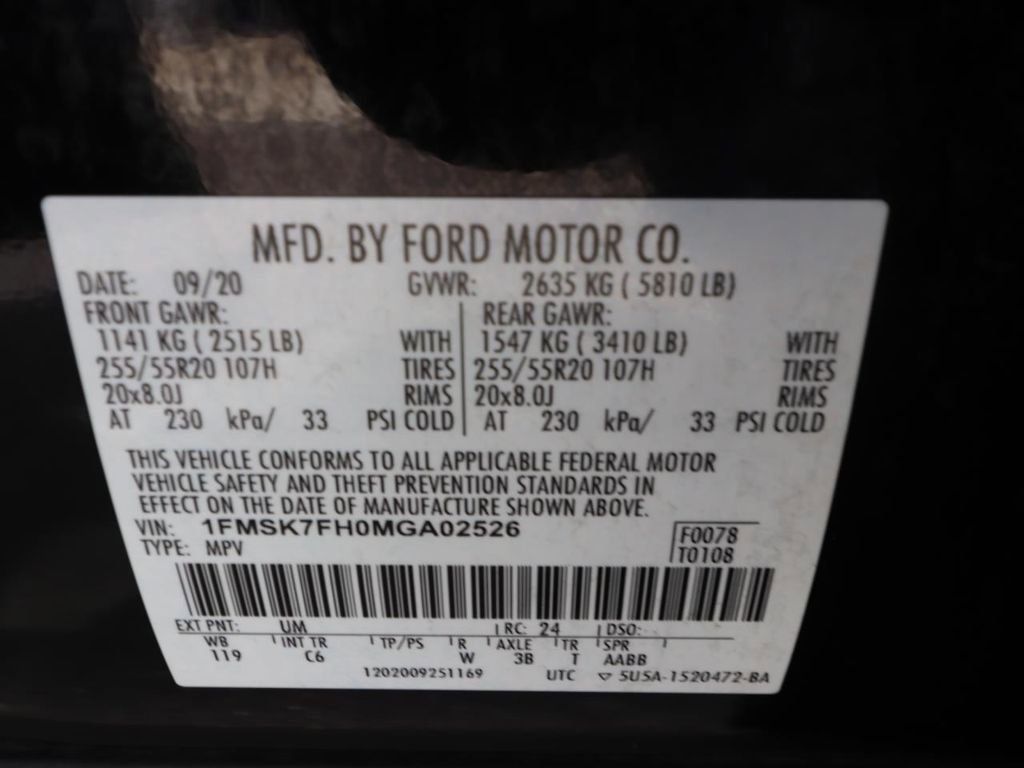 MFD. BY FORD MOTOR CO.
DATE: 09/20 GVWR: 2635 KG ( 5810 LB)
FRONT GAWR: REAR GAWR:
1141 KG ( 2515 LB) WITH 1547 KG ( 3410 LB) WITH
255/55R20 107H TIRES 255/55R20 107H TIRES
20x8.0J RIMS 20x8.0J RIMS
AT 230 kPa/ 33 PSI COLD AT 230 kPa/ 33 PSI COLD
THIS VEHICLE CONFORMS TO ALL APPLICABLE FEDERAL MOTOR
VEHICLE SAFETY AND THEFT PREVENTION STANDARDS IN
EFFECT ON THE DATE OF MANUFACTURE SHOWN ABOVE.
VIN: 1FMSK7FH0MGA02526 F0078
TYPE: MPV T0108
EXT PNT: UM RC: 24 DSO:
WB INT TR TP/PS R AXLE TR SPR
119 C6 W 3B T AABB
1202009251169 UTC ▽ 5U5A-1520472-BA